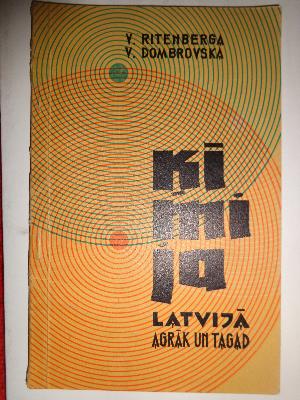 V. RITENBERGA
V. DOMBROVSKA
ĶĪ
MI
JA
LATVIJĀ
AGRĀK UN TAGAD